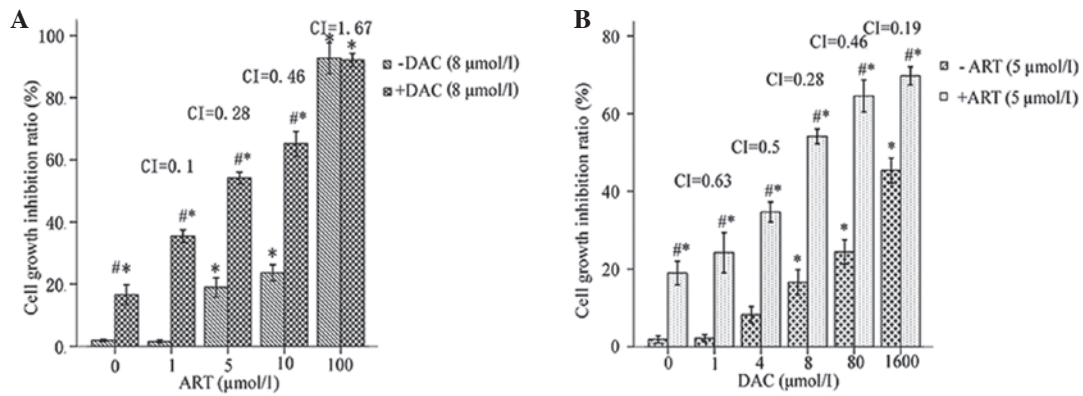 A
CI=1.67
CI=0.46
CI=0.28
CI=0.1
-DAC (8 μmol/l)
+DAC (8 μmol/l)
Cell growth inhibition ratio (%)
100
80.
60.
40
20.
0.
#*
#*
*
#*
*
#*
*
*
0
1
5
10
100
ART (μmol/l)
B
CI=0.19
CI=0.46
CI=0.28
CI=0.5
CI=0.63
- ART (5 μmol/l)
+ART (5 μmol/l)
Cell growth inhibition ratio (%)
80
60
40
20
0
#*
#*
#*
*
#*
*
#*
*
#*
0
1
4
8
80
1600
DAC (μmol/l)